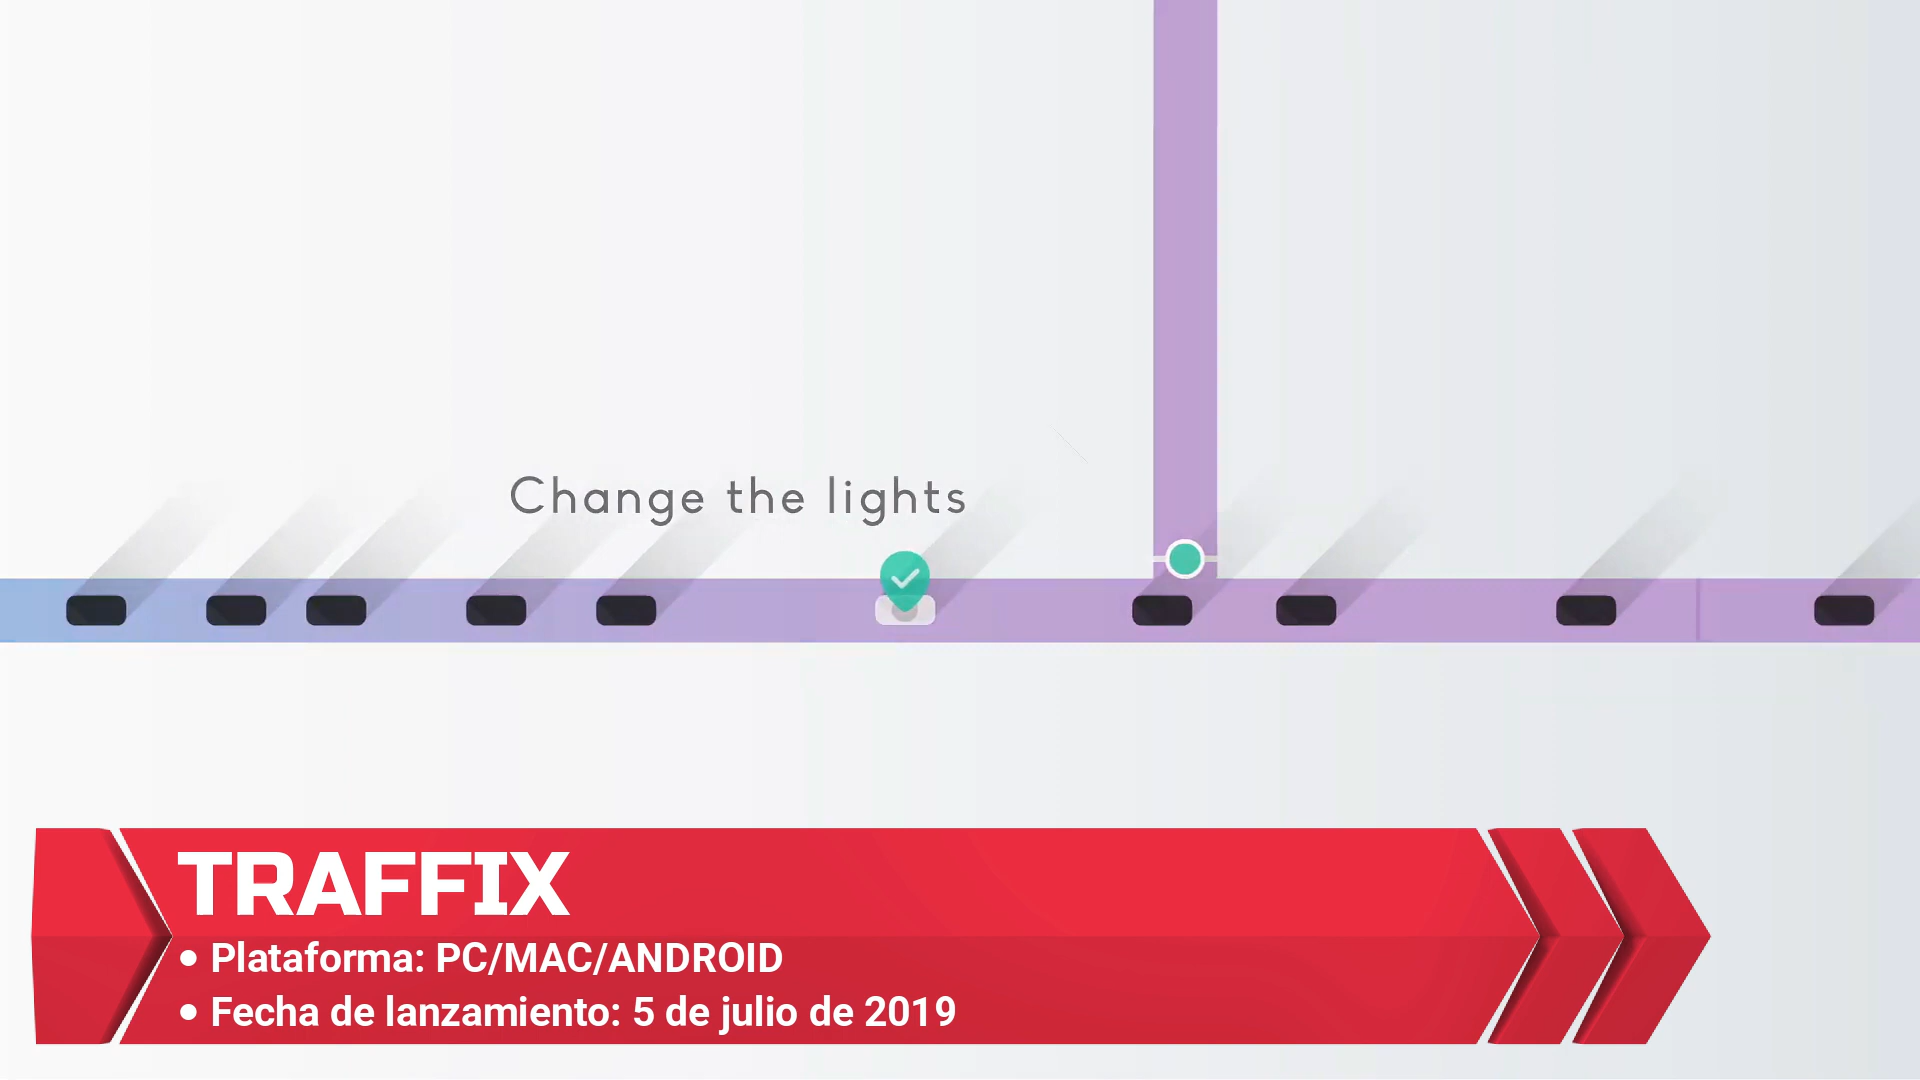 Change the lights
TRAFFIX
• Plataforma: PC/MAC/ANDROID
• Fecha de lanzamiento: 5 de julio de 2019